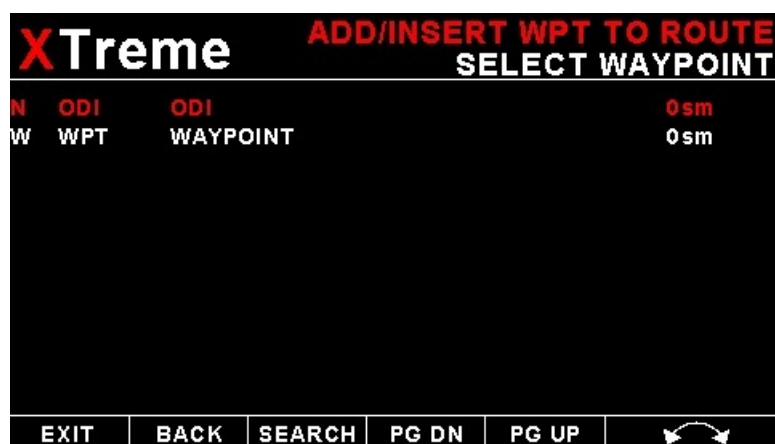 XTreme
ADD/INSERT WPT TO ROUTE
SELECT WAYPOINT
N ODI ODI 0sm
W WPT WAYPOINT 0sm
EXIT BACK SEARCH PG DN PG UP